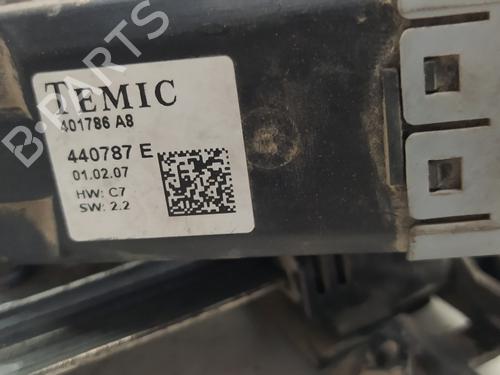 TEMIC
401786 A8
440787 E
01.02.07
HW: C7
SW: 2.2
B-PARTS